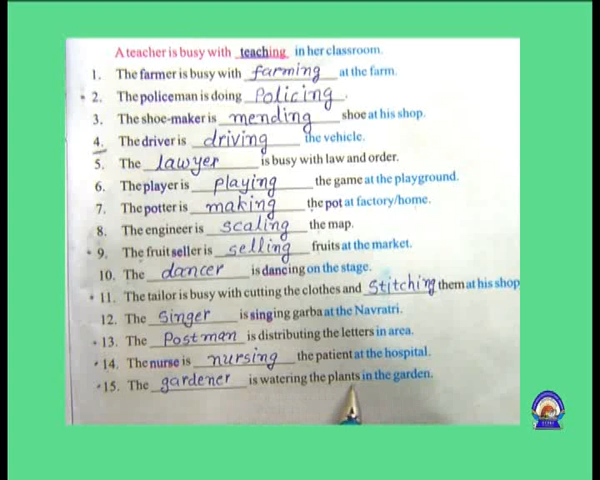 A teacher is busy with teaching in her classroom.
1. The farmer is busy with farming at the farm.
2. The policeman is doing Policing.
3. The shoe-maker is mending shoe at his shop.
4. The driver is driving the vehicle.
5. The lawyer is busy with law and order.
6. The player is playing the game at the playground.
7. The potter is making the pot at factory/home.
8. The engineer is scaling the map.
9. The fruit seller is selling fruits at the market.
10. The dancer is dancing on the stage.
11. The tailor is busy with cutting the clothes and Stitching them at his shop
12. The Singer is singing garba at the Navratri.
13. The Postman is distributing the letters in area.
14. The nurse is nursing the patient at the hospital.
15. The gardener is watering the plants in the garden.